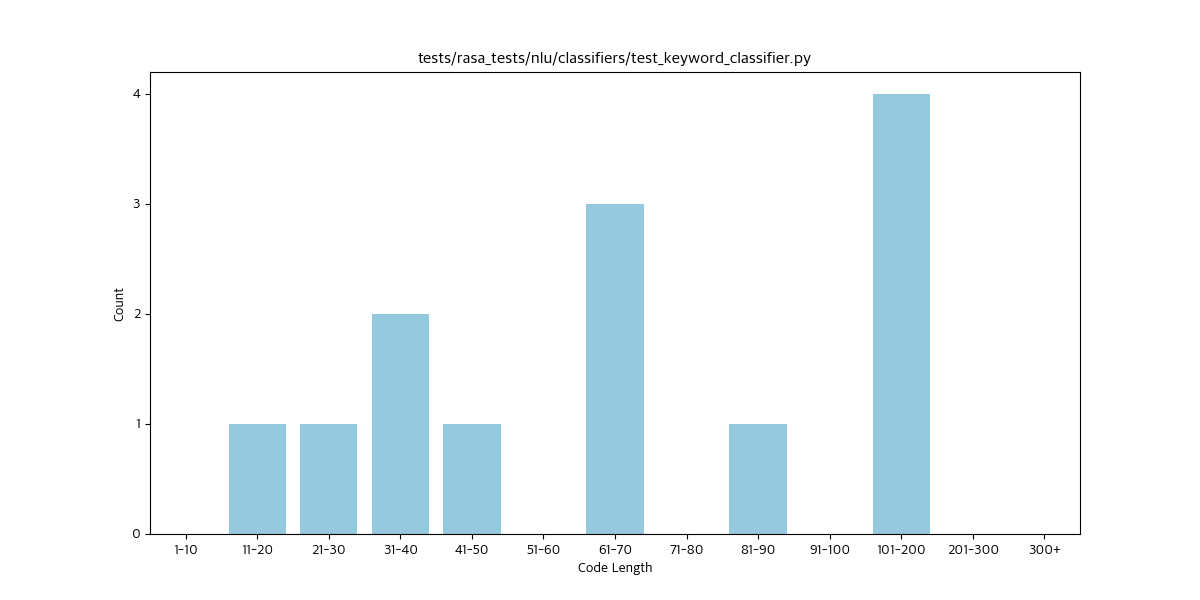 tests/rasa_tests/nlu/classifiers/test_keyword_classifier.py
Count
4
3
2
1
0
1-10 11-20 21-30 31-40 41-50 51-60 61-70 71-80 81-90 91-100 101-200 201-300 300+
Code Length